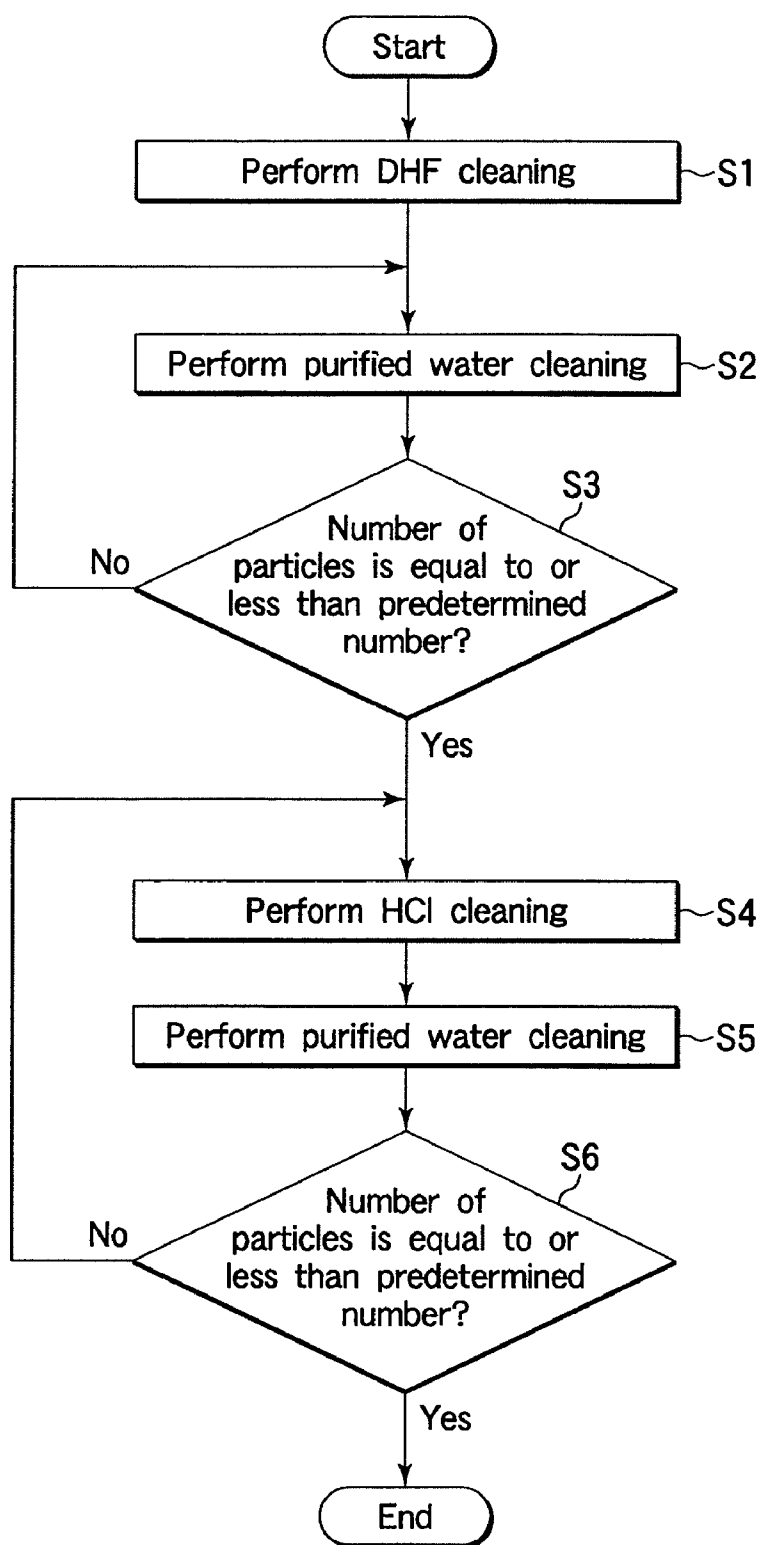 Start
Perform DHF cleaning
S1
Perform purified water cleaning
S2
S3
Number of
particles is equal to or
less than predetermined
number?
No
Yes
Perform HCl cleaning
S4
Perform purified water cleaning
S5
S6
Number of
particles is equal to or
less than predetermined
number?
No
Yes
End